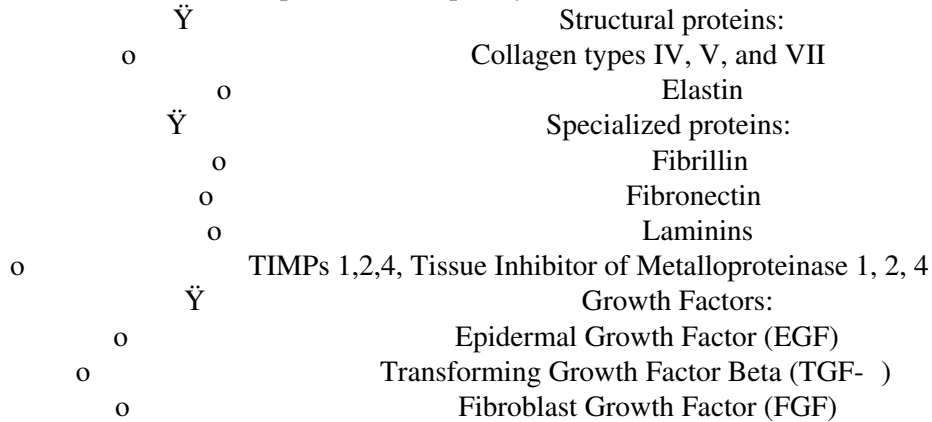 Ÿ Structural proteins:
o Collagen types IV, V, and VII
o Elastin
Ÿ Specialized proteins:
o Fibrillin
o Fibronectin
o Laminins
o TIMPs 1,2,4, Tissue Inhibitor of Metalloproteinase 1, 2, 4
Ÿ Growth Factors:
o Epidermal Growth Factor (EGF)
o Transforming Growth Factor Beta (TGF- )
o Fibroblast Growth Factor (FGF)